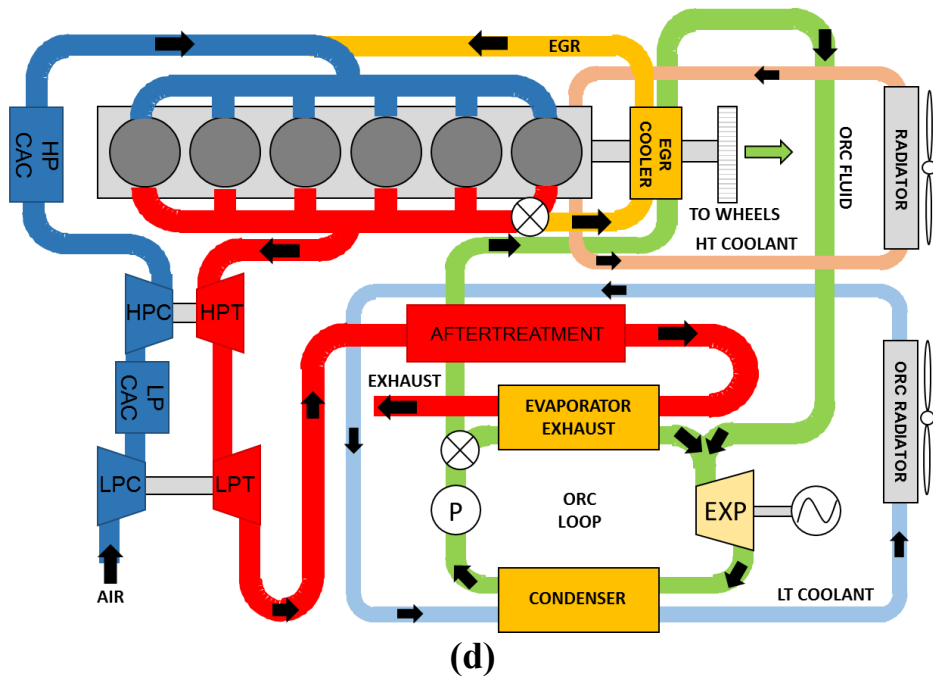 EGR
HP
CAC
EGR
COOLER
ORC FLUID
RADIATOR
TO WHEELS
HT COOLANT
HPC
HPT
AFTERTREATMENT
LP
CAC
EXHAUST
EVAPORATOR
EXHAUST
ORC RADIATOR
LPC
LPT
P
ORC
LOOP
EXP
AIR
CONDENSER
LT COOLANT
(d)